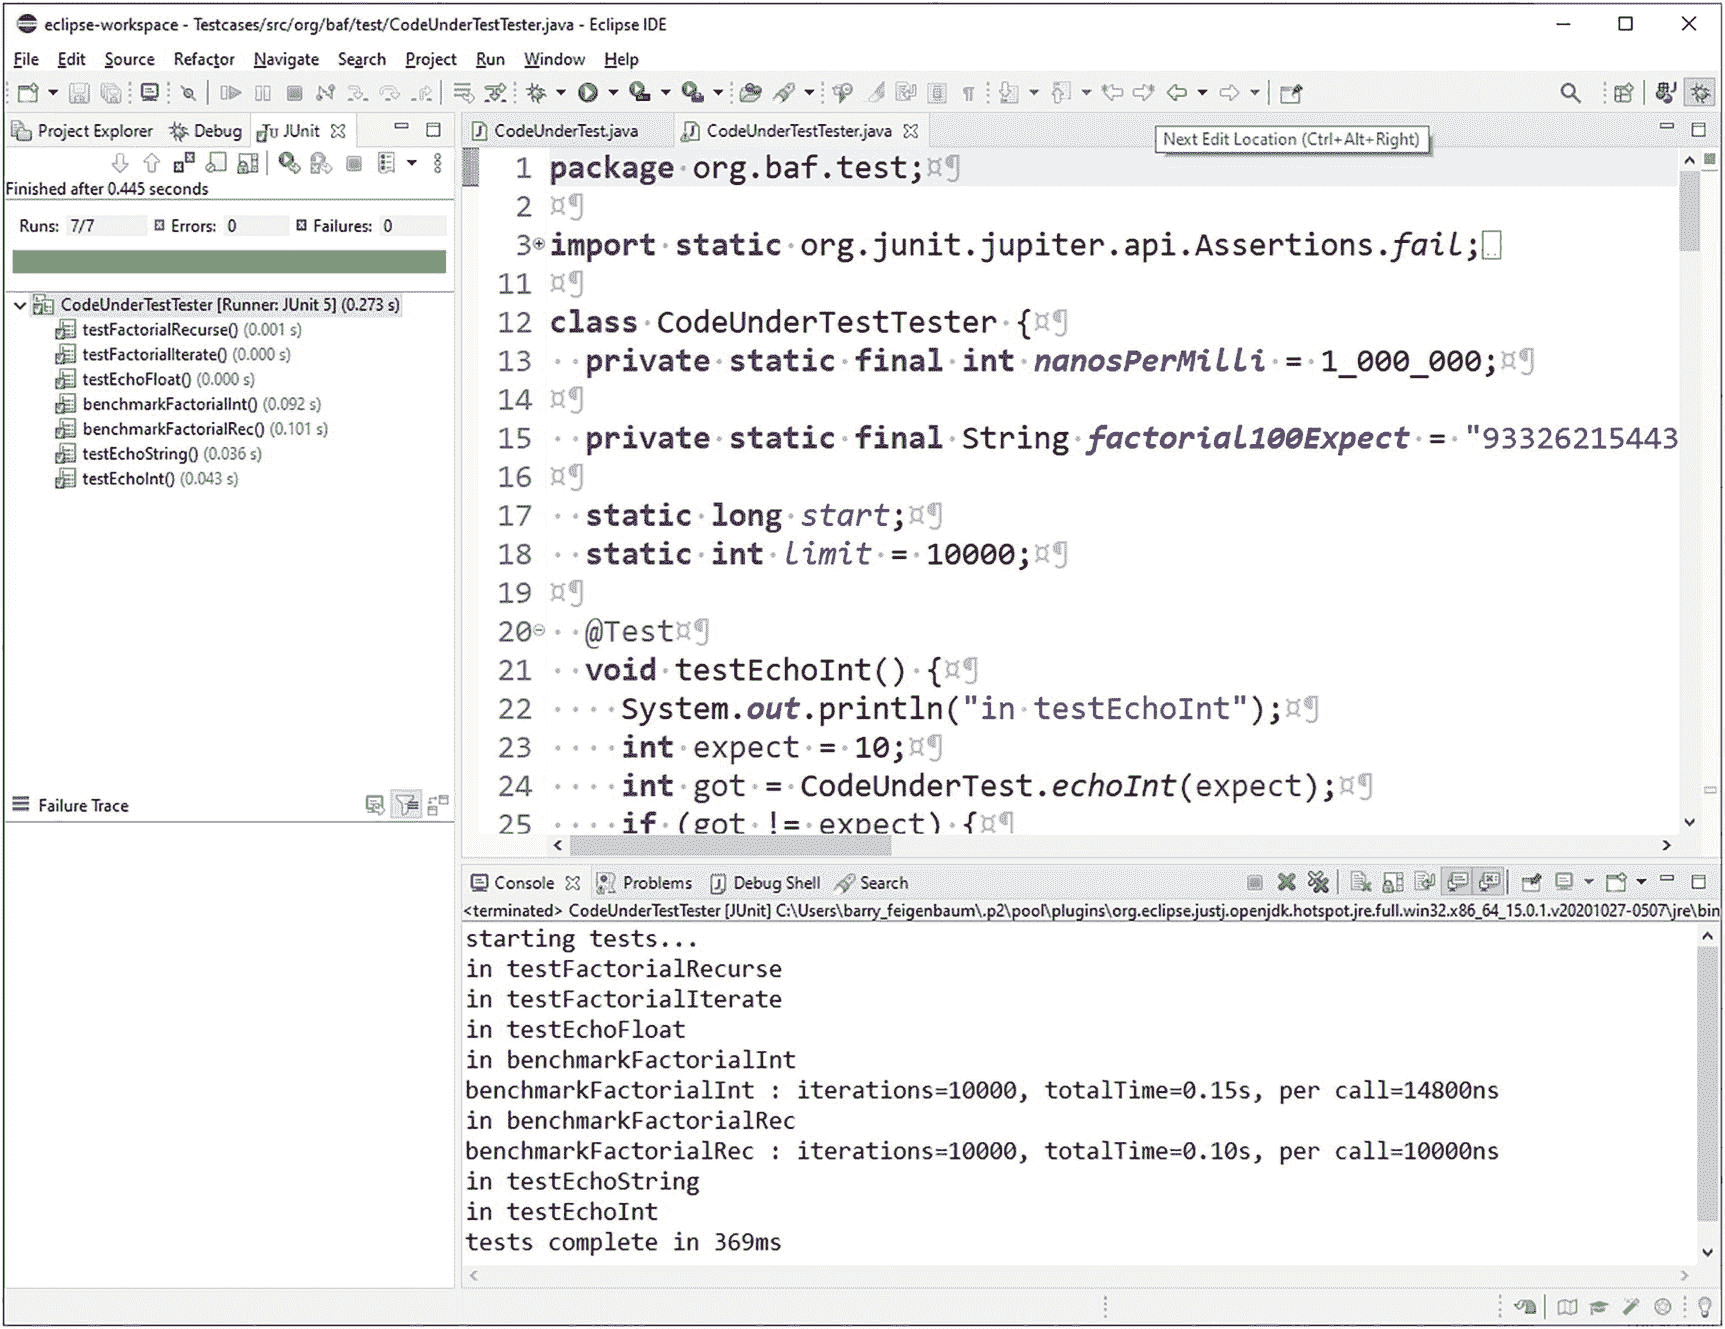 eclipse-workspace - Testcases/src/org/baf/test/CodeUnderTestTester.java - Eclipse IDE
File Edit Source Refactor Navigate Search Project Run Window Help
Project Explorer Debug JUnit
Finished after 0.445 seconds
Runs: 7/7 Errors: 0 Failures: 0
CodeUnderTestTester [Runner: JUnit 5] (0.273 s)
testFactorialRecurse() (0.001 s)
testFactorialIterate() (0.000 s)
testEchoFloat() (0.000 s)
benchmarkFactorialInt() (0.092 s)
benchmarkFactorialRec() (0.101 s)
testEchoString() (0.036 s)
testEchoInt() (0.043 s)
Failure Trace
CodeUnderTest.java CodeUnderTestTester.java
Next Edit Location (Ctrl+Alt+Right)
1 package·org.baf.test;¤¶
2 ¤¶
3 import·static·org.junit.jupiter.api.Assertions.fail;
11 ¤¶
12 class·CodeUnderTestTester·{¤¶
13 ··private·static·final·int·nanosPerMilli·=·1_000_000;¤¶
14 ¤¶
15 ··private·static·final·String·factorial100Expect·=·"93326215443
16 ¤¶
17 ··static·long·start;¤¶
18 ··static·int·limit·=·10000;¤¶
19 ¤¶
20 ··@Test¤¶
21 ··void·testEchoInt()·{¤¶
22 ····System.out.println("in·testEchoInt");¤¶
23 ····int·expect·=·10;¤¶
24 ····int·got·=·CodeUnderTest.echoInt(expect);¤¶
25 ····if·(got·!=·expect)·{¤¶
Console Problems Debug Shell Search
<terminated> CodeUnderTestTester [JUnit] C:\Users\barry_feigenbaum\.p2\pool\plugins\org.eclipse.justj.openjdk.hotspot.jre.full.win32.x86_64_15.0.1.v20201027-0507\jre\bin
starting tests...
in testFactorialRecurse
in testFactorialIterate
in testEchoFloat
in benchmarkFactorialInt
benchmarkFactorialInt : iterations=10000, totalTime=0.15s, per call=14800ns
in benchmarkFactorialRec
benchmarkFactorialRec : iterations=10000, totalTime=0.10s, per call=10000ns
in testEchoString
in testEchoInt
tests complete in 369ms